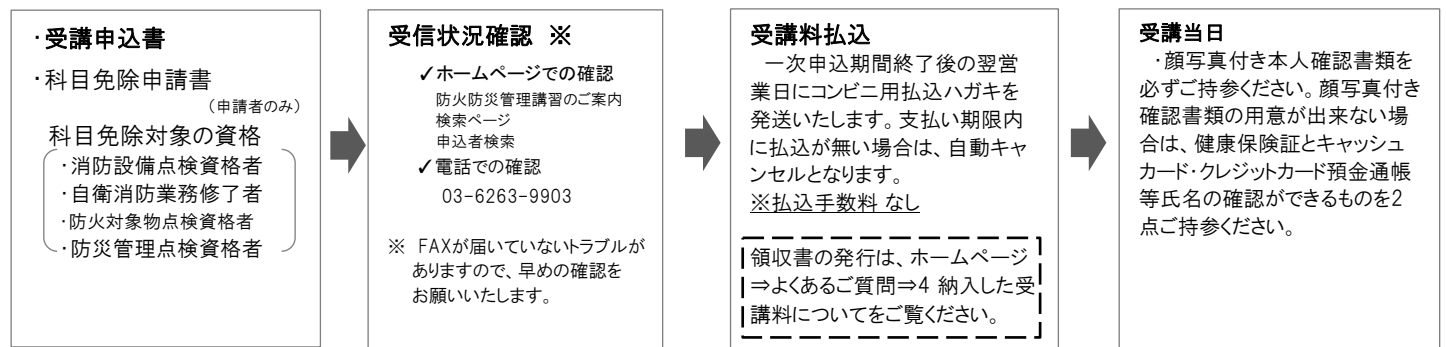 ・受講申込書
・科目免除申請書
（申請者のみ）
科目免除対象の資格
・消防設備点検資格者
・自衛消防業務修了者
・防火対象物点検資格者
・防災管理点検資格者
受信状況確認 ※
✓ホームページでの確認
防火防災管理講習のご案内
検索ページ
申込者検索
✓電話での確認
03-6263-9903
※ FAXが届いていないトラブルが
ありますので、早めの確認を
お願いいたします。
受講料払込
一次申込期間終了後の翌営
業日にコンビニ用払込ハガキを
発送いたします。支払い期限内
に払込が無い場合は、自動キャ
ンセルとなります。
※払込手数料 なし
領収書の発行は、ホームページ
⇒よくあるご質問⇒4 納入した受
講料についてをご覧ください。
受講当日
・顔写真付き本人確認書類を
必ずご持参ください。顔写真付き
確認書類の用意が出来ない場
合は、健康保険証とキャッシュ
カード・クレジットカード預金通帳
等氏名の確認ができるものを2
点ご持参ください。